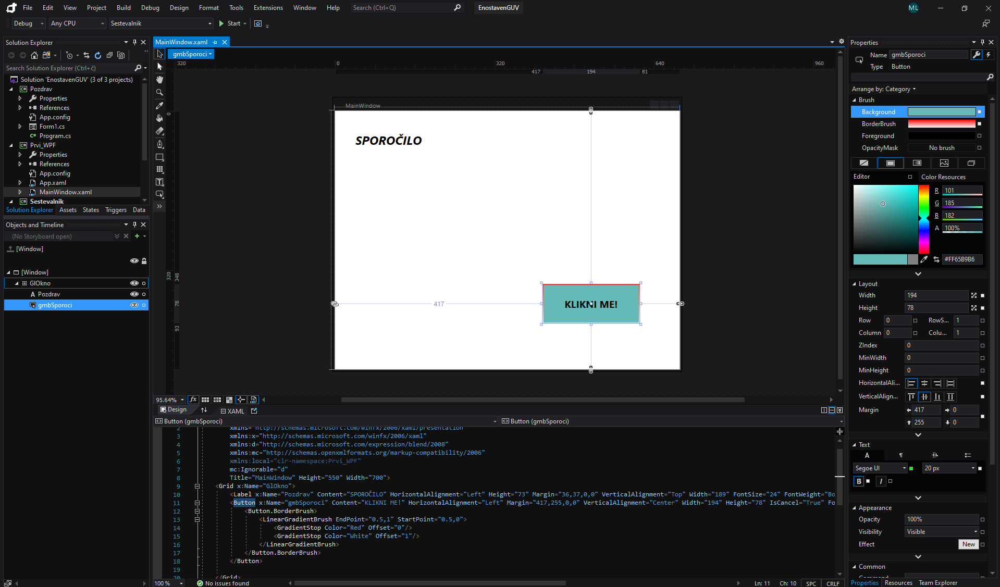 File Edit View Project Build Debug Design Format Tools Extensions Window Help Search (Ctrl+Q) EnostavenGUV ML
Debug Any CPU Sestevalnik Start
Solution Explorer
Search Solution Explorer (Ctrl+č)
Solution 'EnostavenGUV' (3 of 3 projects)
C# Pozdrav
Properties
References
App.config
Form1.cs
C# Program.cs
C# Prvi_WPF
Properties
References
App.config
App.xaml
MainWindow.xaml
C# Sestevalnik
Solution Explorer Assets States Triggers Data
Objects and Timeline
(No Storyboard open)
[Window]
[Window]
GlOkno
A Pozdrav
gmbSporoci
MainWindow.xaml
gmbSporoci
320 0 320 640 960
417 194 81
0
320
348
78
93
MainWindow
SPOROČILO
417
KLIKNI ME!
95.64% fx
Design XAML
Button (gmbSporoci) Button (gmbSporoci)
2 xmlns="http://schemas.microsoft.com/winfx/2006/xaml/presentation"
3 xmlns:x="http://schemas.microsoft.com/winfx/2006/xaml"
4 xmlns:d="http://schemas.microsoft.com/expression/blend/2008"
5 xmlns:mc="http://schemas.openxmlformats.org/markup-compatibility/2006"
6 xmlns:local="clr-namespace:Prvi_WPF"
7 mc:Ignorable="d"
8 Title="MainWindow" Height="550" Width="700">
9 <Grid x:Name="GlOkno">
10 <Label x:Name="Pozdrav" Content="SPOROČILO" HorizontalAlignment="Left" Height="73" Margin="36,37,0,0" VerticalAlignment="Top" Width="189" FontSize="24" FontWeight="Bo
11 <Button x:Name="gmbSporoci" Content="KLIKNI ME!" HorizontalAlignment="Left" Margin="417,255,0,0" VerticalAlignment="Center" Width="194" Height="78" IsCancel="True" Fo
12 <Button.BorderBrush>
13 <LinearGradientBrush EndPoint="0.5,1" StartPoint="0.5,0">
14 <GradientStop Color="Red" Offset="0"/>
15 <GradientStop Color="White" Offset="1"/>
16 </LinearGradientBrush>
17 </Button.BorderBrush>
18 </Button>
19
20 </Grid>
100 % No issues found Ln: 11 Ch: 10 SPC CRLF
Properties
Name gmbSporoci
Type Button
Arrange by: Category
Brush
Background
BorderBrush
Foreground
OpacityMask No brush
Editor Color Resources
R 101
G 185
B 182
A 100%
#FF65B9B6
Layout
Width 194
Height 78
Row 0 RowS... 1
Column 0 Colu... 1
ZIndex 0
MinWidth 0
MinHeight 0
HorizontalAli...
VerticalAlign...
Margin 417 0
255 0
Text
A ¶
Segoe UI 20 px
B I
Appearance
Opacity 100%
Visibility Visible
Effect New
Common
Properties Resources Team Explorer